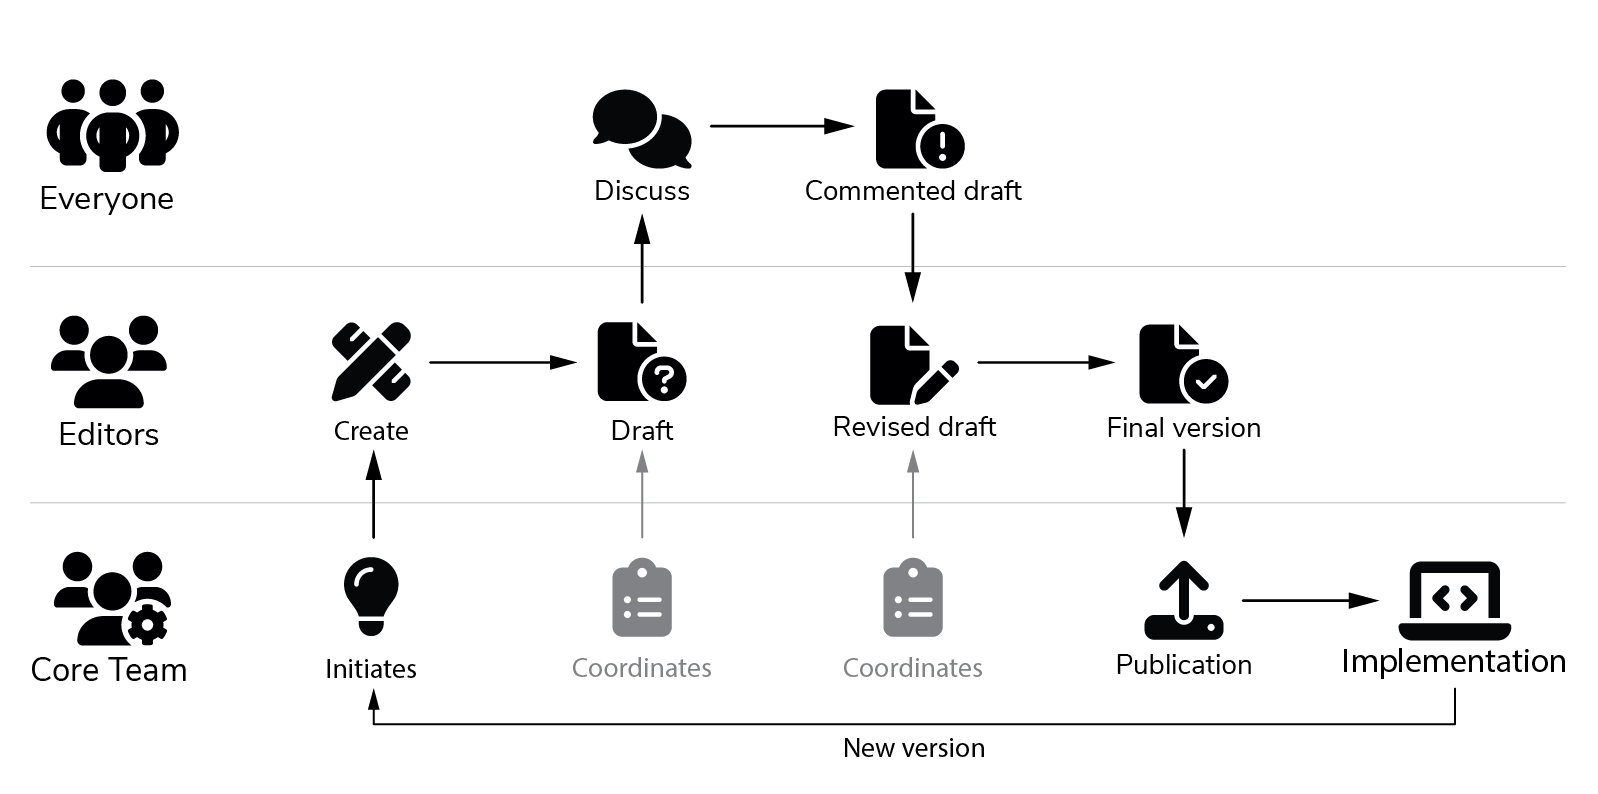 Everyone
Discuss
Commented draft
Editors
Create
Draft
Revised draft
Final version
Core Team
Initiates
Coordinates
Coordinates
Publication
Implementation
New version